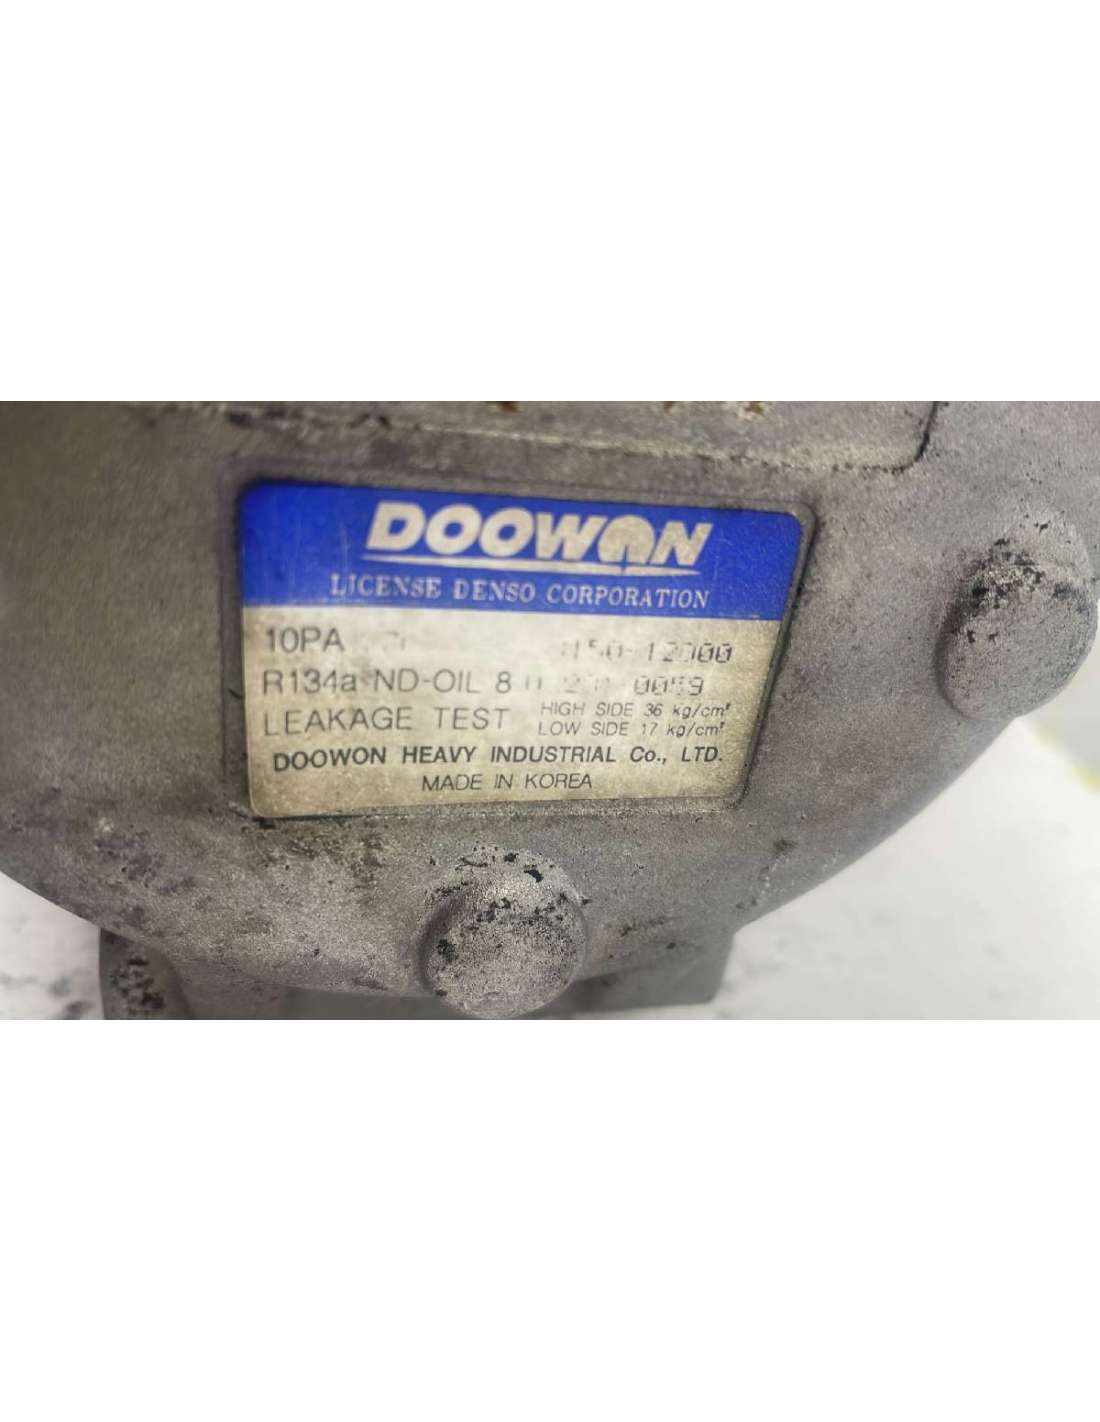 DOOWON
LICENSE DENSO CORPORATION
10PA
R134a ND-OIL 8 0059
LEAKAGE TEST HIGH SIDE 36 kg/cm²
LOW SIDE 17 kg/cm²
DOOWON HEAVY INDUSTRIAL Co., LTD.
MADE IN KOREA